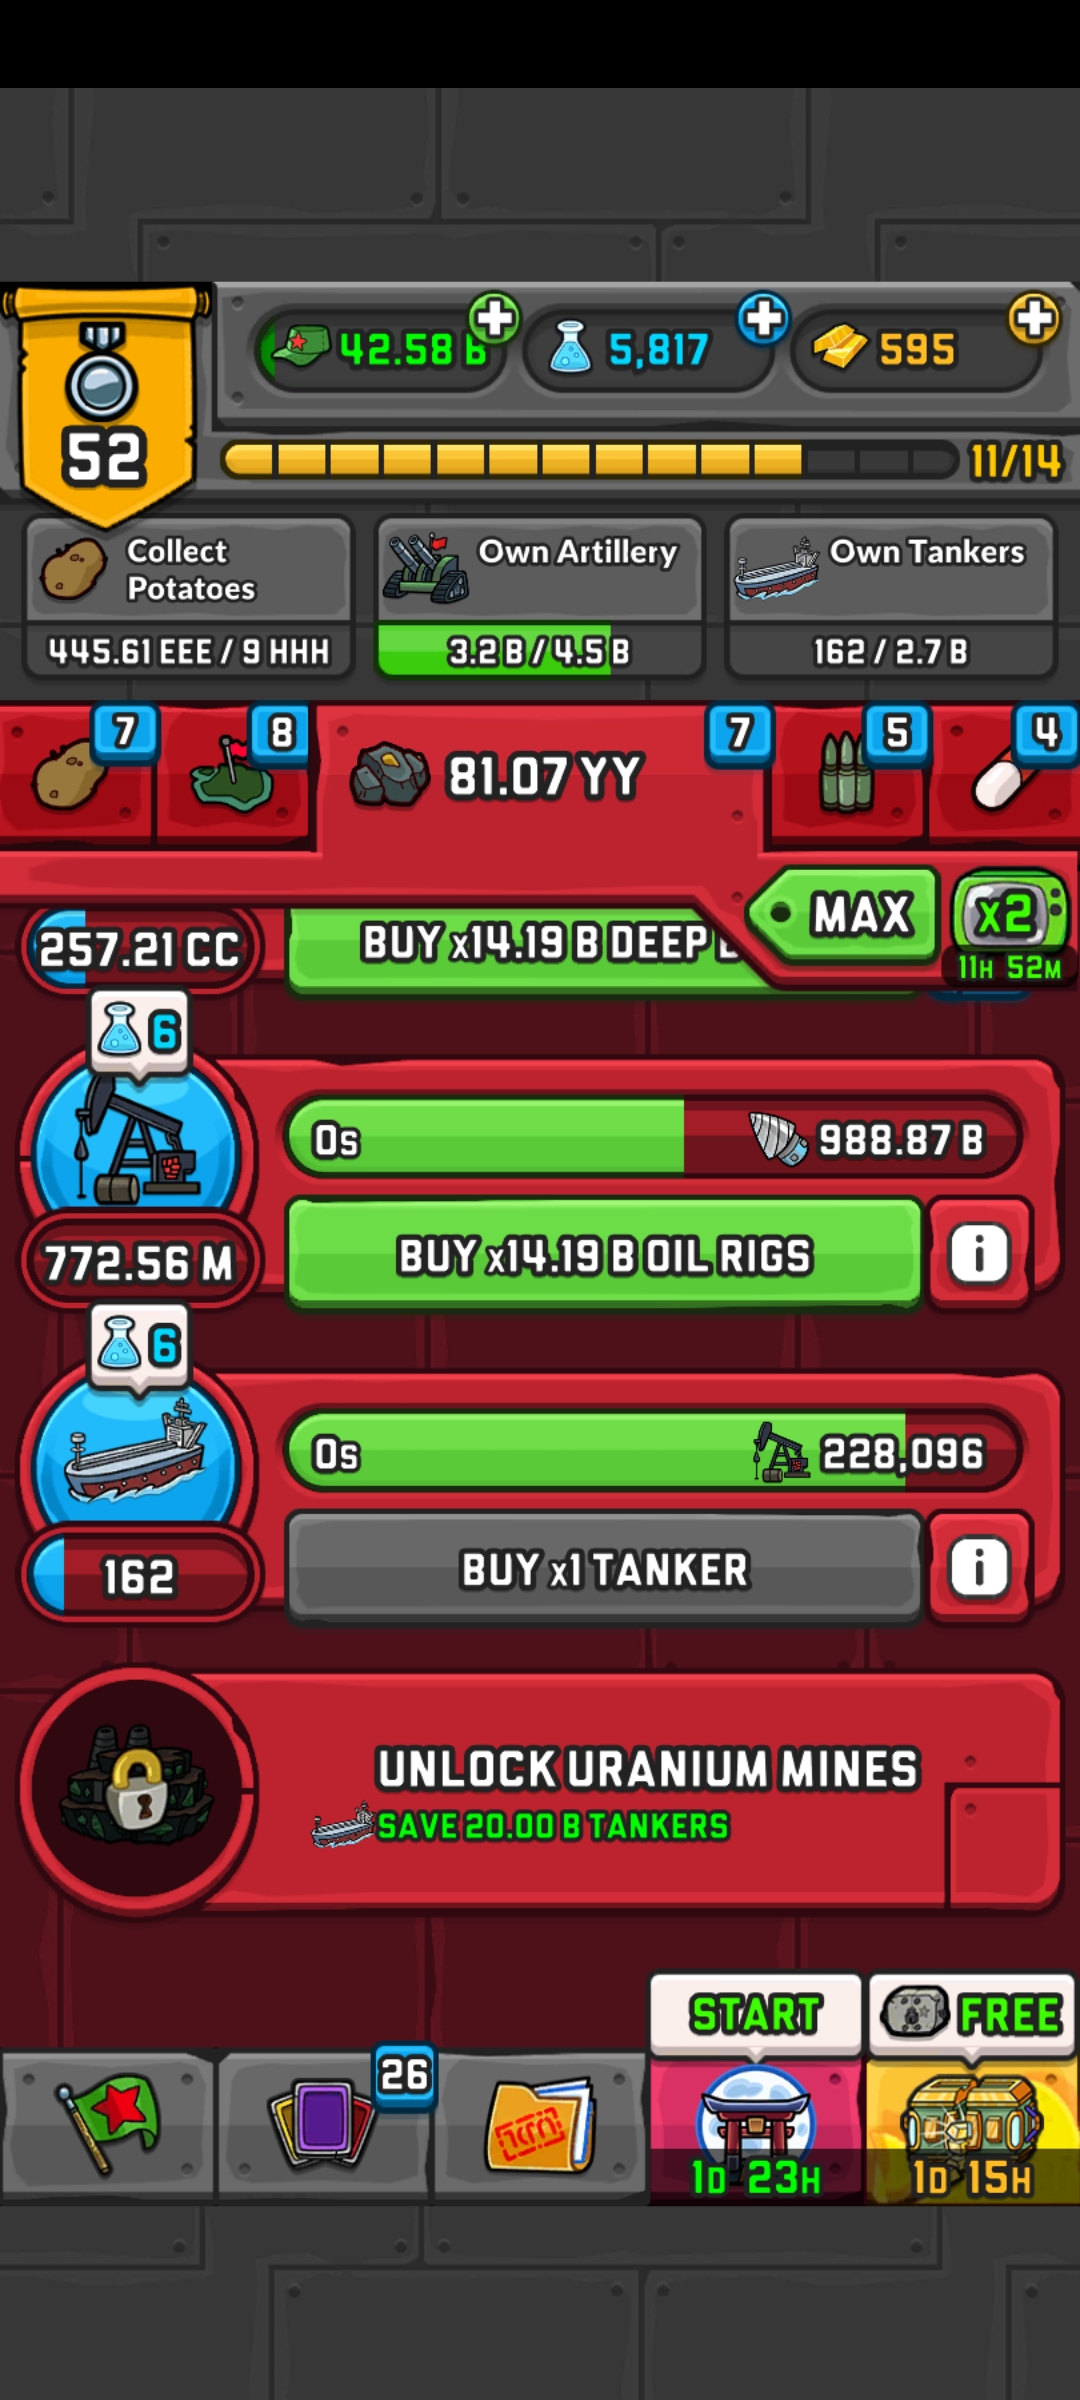 42.58 B
5,817
595
52
11/14
Collect
Potatoes
445.61 EEE / 9 HHH
Own Artillery
3.2 B / 4.5 B
Own Tankers
162 / 2.7 B
7
8
81.07 YY
7
5
4
MAX
x2
11H 52M
257.21 CC
BUY x14.19 B DEEP
6
0s
988.87 B
772.56 M
BUY x14.19 B OIL RIGS
i
6
0s
228,096
162
BUY x1 TANKER
i
UNLOCK URANIUM MINES
SAVE 20.00 B TANKERS
START
FREE
26
1D 23H
1D 15H